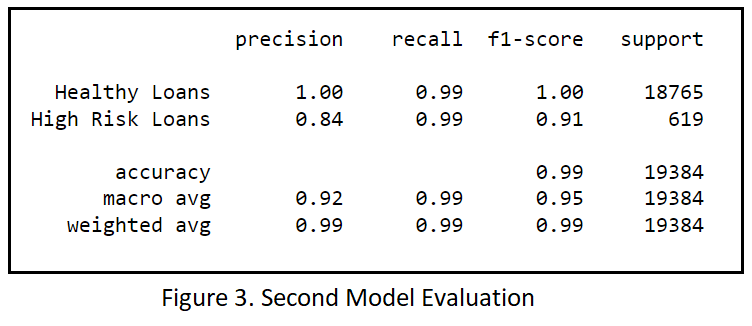 precision recall f1-score support
Healthy Loans 1.00 0.99 1.00 18765
High Risk Loans 0.84 0.99 0.91 619
accuracy 0.99 19384
macro avg 0.92 0.99 0.95 19384
weighted avg 0.99 0.99 0.99 19384
Figure 3. Second Model Evaluation